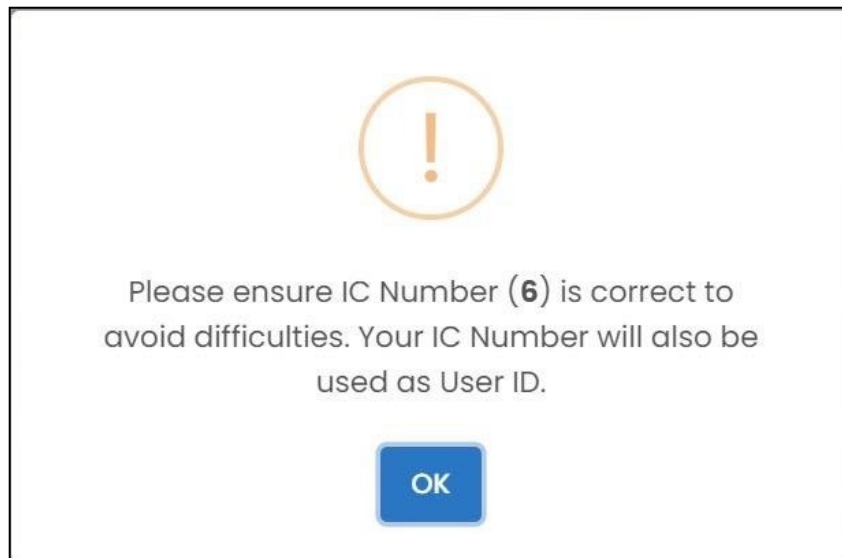 !
Please ensure IC Number (6) is correct to
avoid difficulties. Your IC Number will also be
used as User ID.
OK